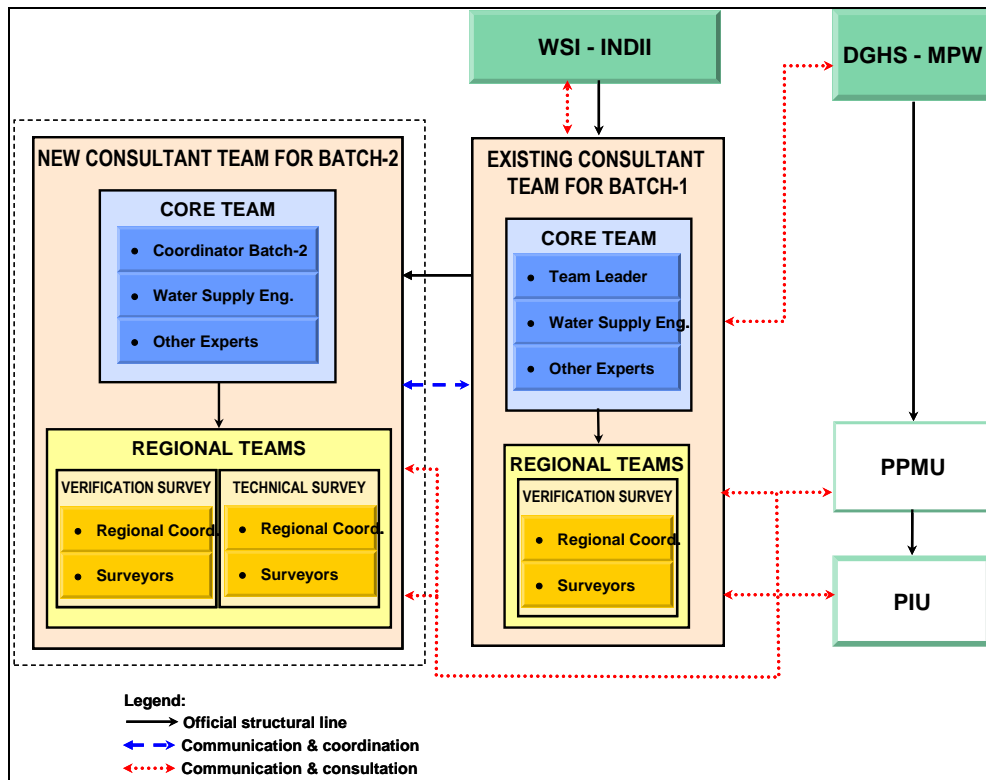 WSI - INDII
DGHS - MPW
NEW CONSULTANT TEAM FOR BATCH-2
CORE TEAM
• Coordinator Batch-2
• Water Supply Eng.
• Other Experts
REGIONAL TEAMS
VERIFICATION SURVEY
• Regional Coord.
• Surveyors
TECHNICAL SURVEY
• Regional Coord.
• Surveyors
EXISTING CONSULTANT
TEAM FOR BATCH-1
CORE TEAM
• Team Leader
• Water Supply Eng.
• Other Experts
REGIONAL TEAMS
VERIFICATION SURVEY
• Regional Coord.
• Surveyors
PPMU
PIU
Legend:
Official structural line
Communication & coordination
Communication & consultation